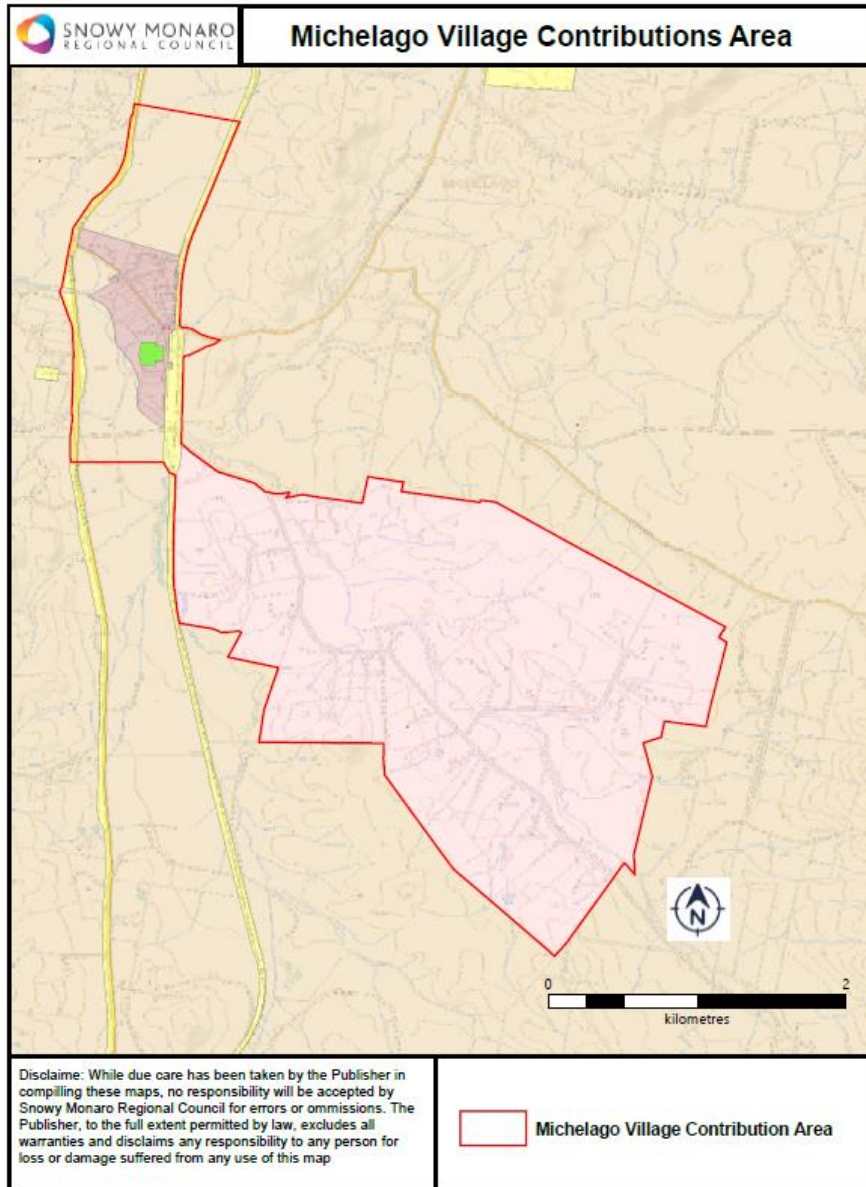 SNOWY MONARO
REGIONAL COUNCIL
Michelago Village Contributions Area
N
0 2
kilometres
Disclaime: While due care has been taken by the Publisher in
compilling these maps, no responsibility will be accepted by
Snowy Monaro Regional Council for errors or ommissions. The
Publisher, to the full extent permitted by law, excludes all
warranties and disclaims any responsibility to any person for
loss or damage suffered from any use of this map
Michelago Village Contribution Area